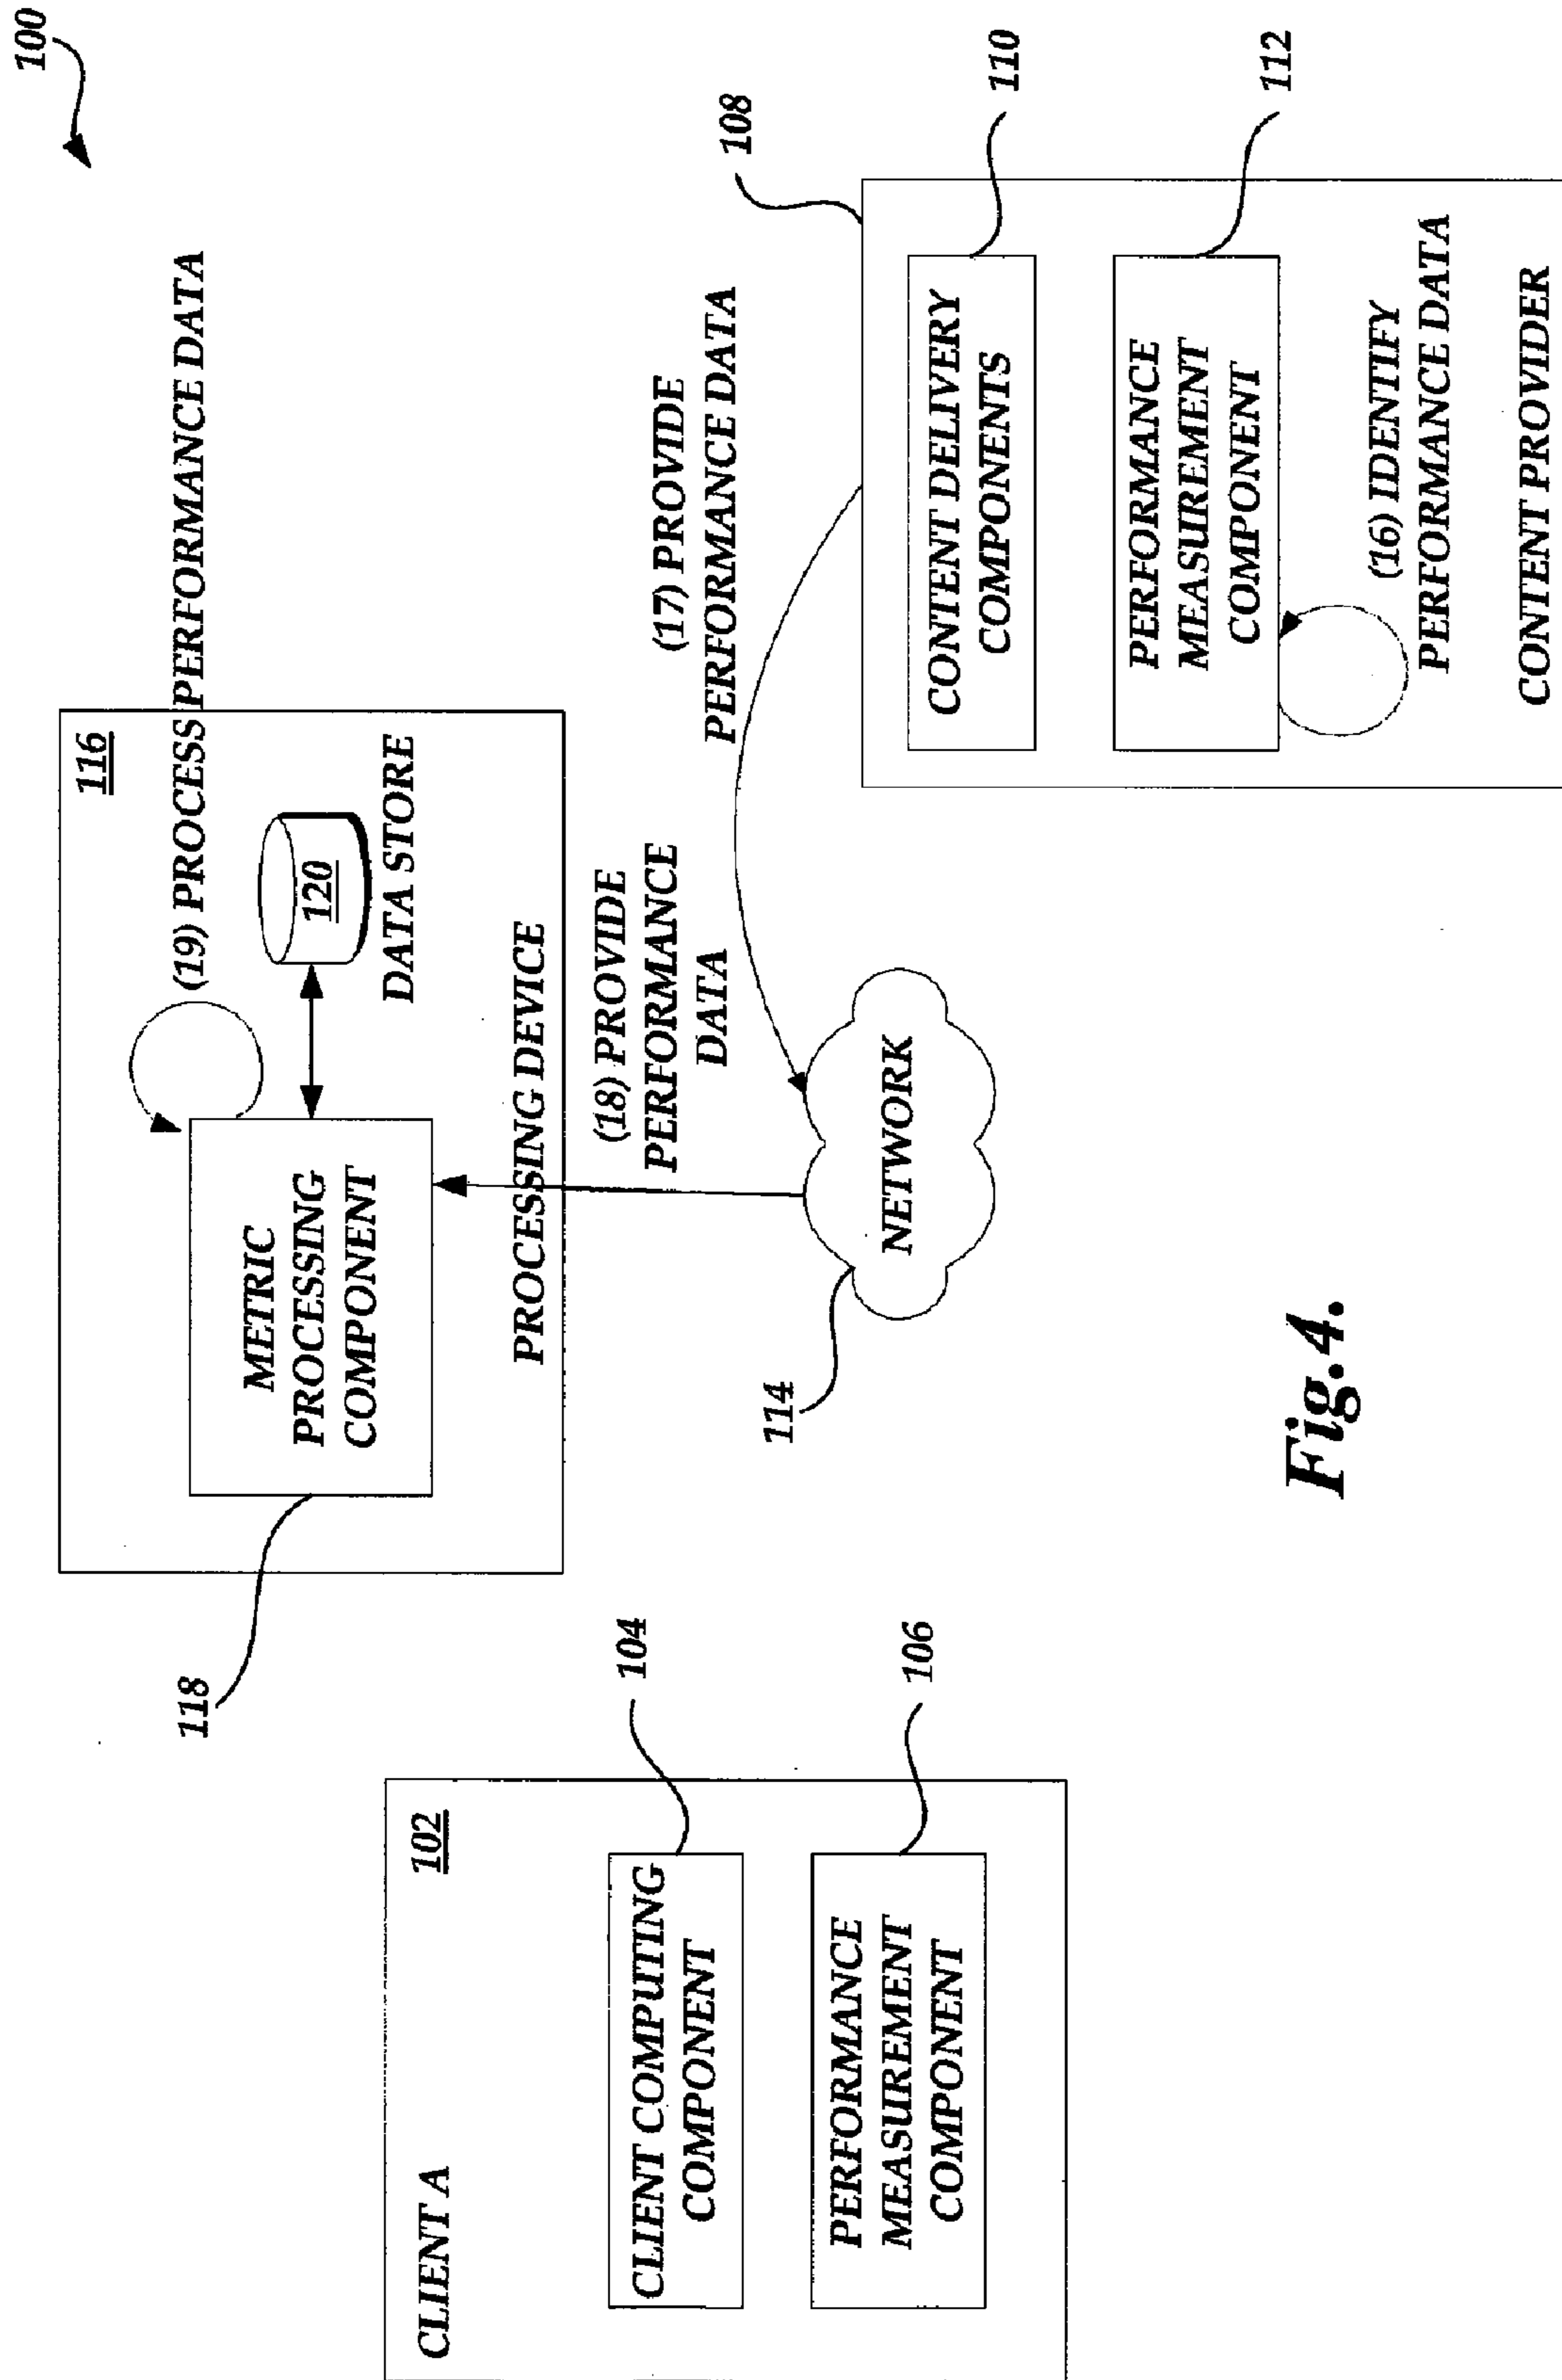 100
116
(19) PROCESS PERFORMANCE DATA
METRIC
PROCESSING
COMPONENT
120
DATA STORE
PROCESSING DEVICE
118
CLIENT A
102
CLIENT COMPUTING
COMPONENT
104
PERFORMANCE
MEASUREMENT
COMPONENT
106
(18) PROVIDE
PERFORMANCE
DATA
(17) PROVIDE
PERFORMANCE DATA
114
NETWORK
108
CONTENT DELIVERY
COMPONENTS
110
PERFORMANCE
MEASUREMENT
COMPONENT
112
(16) IDENTIFY
PERFORMANCE DATA
CONTENT PROVIDER
Fig.4.